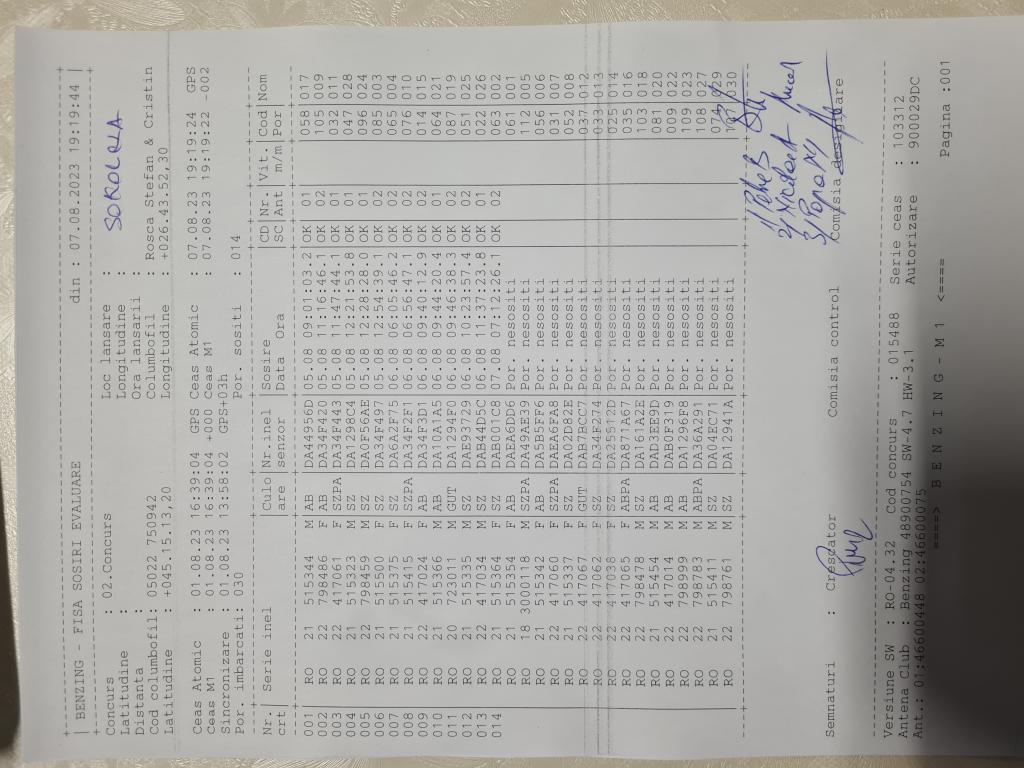 | BENZING - FISA SOSIRI EVALUARE din : 07.08.2023 19:19:44 |
Concurs : 02.Concurs Loc lansare : SOKOLKA
Latitudine : Longitudine :
Distanta : Ora lansarii :
Cod columbofil: 05022 750942 Columbofil : Rosca Stefan & Cristin
Latitudine : +045.15.13,20 Longitudine : +026.43.52,30
Ceas Atomic : 01.08.23 16:39:04 GPS Ceas Atomic : 07.08.23 19:19:24 GPS
Ceas M1 : 01.08.23 16:39:04 +000 Ceas M1 : 07.08.23 19:19:22 -002
Sincronizare : 01.08.23 13:58:02 GPS+03h
Por. imbarcati: 030 Por. sositi : 014
Nr.| Serie inel |Culo|Nr.inel |Sosire |CD|Nr.|Vit.|Cod|Nom
crt| |are |senzor |Data Ora |SC|Ant|m/m|Por|
001 RO 21 515344 M AB DA44956D 05.08 09:01:03.2 OK 01 058 017
002 RO 22 798486 F AB DA34F423 05.08 11:16:46.1 OK 02 105 009
003 RO 22 417061 F SZPA DA34F443 05.08 11:47:44.1 OK 01 032 011
004 RO 21 515323 M SZ DA1298C4 05.08 12:21:53.8 OK 01 047 028
005 RO 22 798459 M SZ DA0F56AE 05.08 12:28:28.0 OK 01 096 024
006 RO 21 515500 F SZ DA34F497 05.08 12:54:39.1 OK 02 085 003
007 RO 21 515375 F SZ DA6A2F75 06.08 06:05:46.2 OK 02 065 004
008 RO 21 515415 F SZPA DA34F2F1 06.08 06:56:47.1 OK 02 076 010
009 RO 22 417024 F AB DA34F3D1 06.08 09:40:12.9 OK 02 014 015
010 RO 21 515366 M AB DA10A1A5 06.08 09:44:20.4 OK 01 064 021
011 RO 20 723011 M GUT DA1294F0 06.08 09:46:38.3 OK 02 087 019
012 RO 21 515335 M SZ DAE93729 06.08 10:23:57.4 OK 02 051 025
013 RO 22 417034 M SZ DAE44D5C 06.08 11:37:23.8 OK 01 022 026
014 RO 21 515364 F SZ DAB001C8 07.08 07:12:26.1 OK 02 063 002
RO 21 515354 F AB DAEA6DD6 Por. nesositi 061 001
RO 18 3000118 M SZPA DA49AE39 Por. nesositi 112 005
RO 21 515342 F AB DA5B5FF6 Por. nesositi 056 006
RO 22 417060 F SZPA DAEA6FA8 Por. nesositi 031 007
RO 21 515337 F SZ DA02D82E Por. nesositi 052 008
RO 22 417067 F GUT DAB7BCC7 Por. nesositi 037 012
RO 22 417062 F SZ DA34F274 Por. nesositi 033 013
RO 22 417038 F SZ DA25512D Por. nesositi 025 014
RO 22 417065 F ABPA DA871A67 Por. nesositi 035 016
RO 22 798478 M SZ DA161A2E Por. nesositi 103 018
RO 21 515454 M AB DAD3EE9D Por. nesositi 081 020
RO 22 417014 M SZ DAB0F319 Por. nesositi 009 022
RO 22 798999 M AB DA1296F8 Por. nesositi 109 023
RO 22 798783 M ABPA DA36A291 Por. nesositi 108 027
RO 21 515411 M SZ DA04EC71 Por. nesositi 074 029
RO 22 798761 M SZ DA12941A Por. nesositi 107 030
1)
2)
3) Popa
Semnaturi : Crescator Comisia control Comisia desigilare
Versiune SW : RO-04.32 Cod concurs : 015488 Serie ceas : 103312
Antena Club : Benzing 48900754 SW-4.7 HW-3.1 Autorizare : 900029DC
Ant.: 01:46600448 02:46600075
====> B E N Z I N G - M 1 <==== Pagina :001